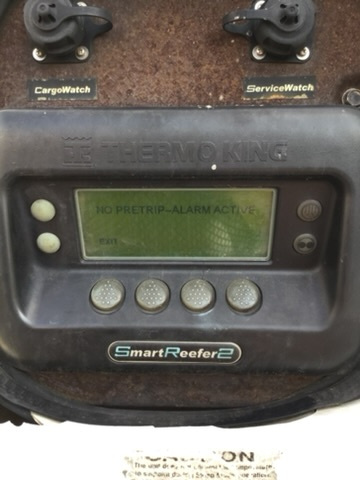 CargoWatch
ServiceWatch
THERMO KING
NO PRETRIP-ALARM ACTIVE
EXIT
SmartReefer2
CAUTION